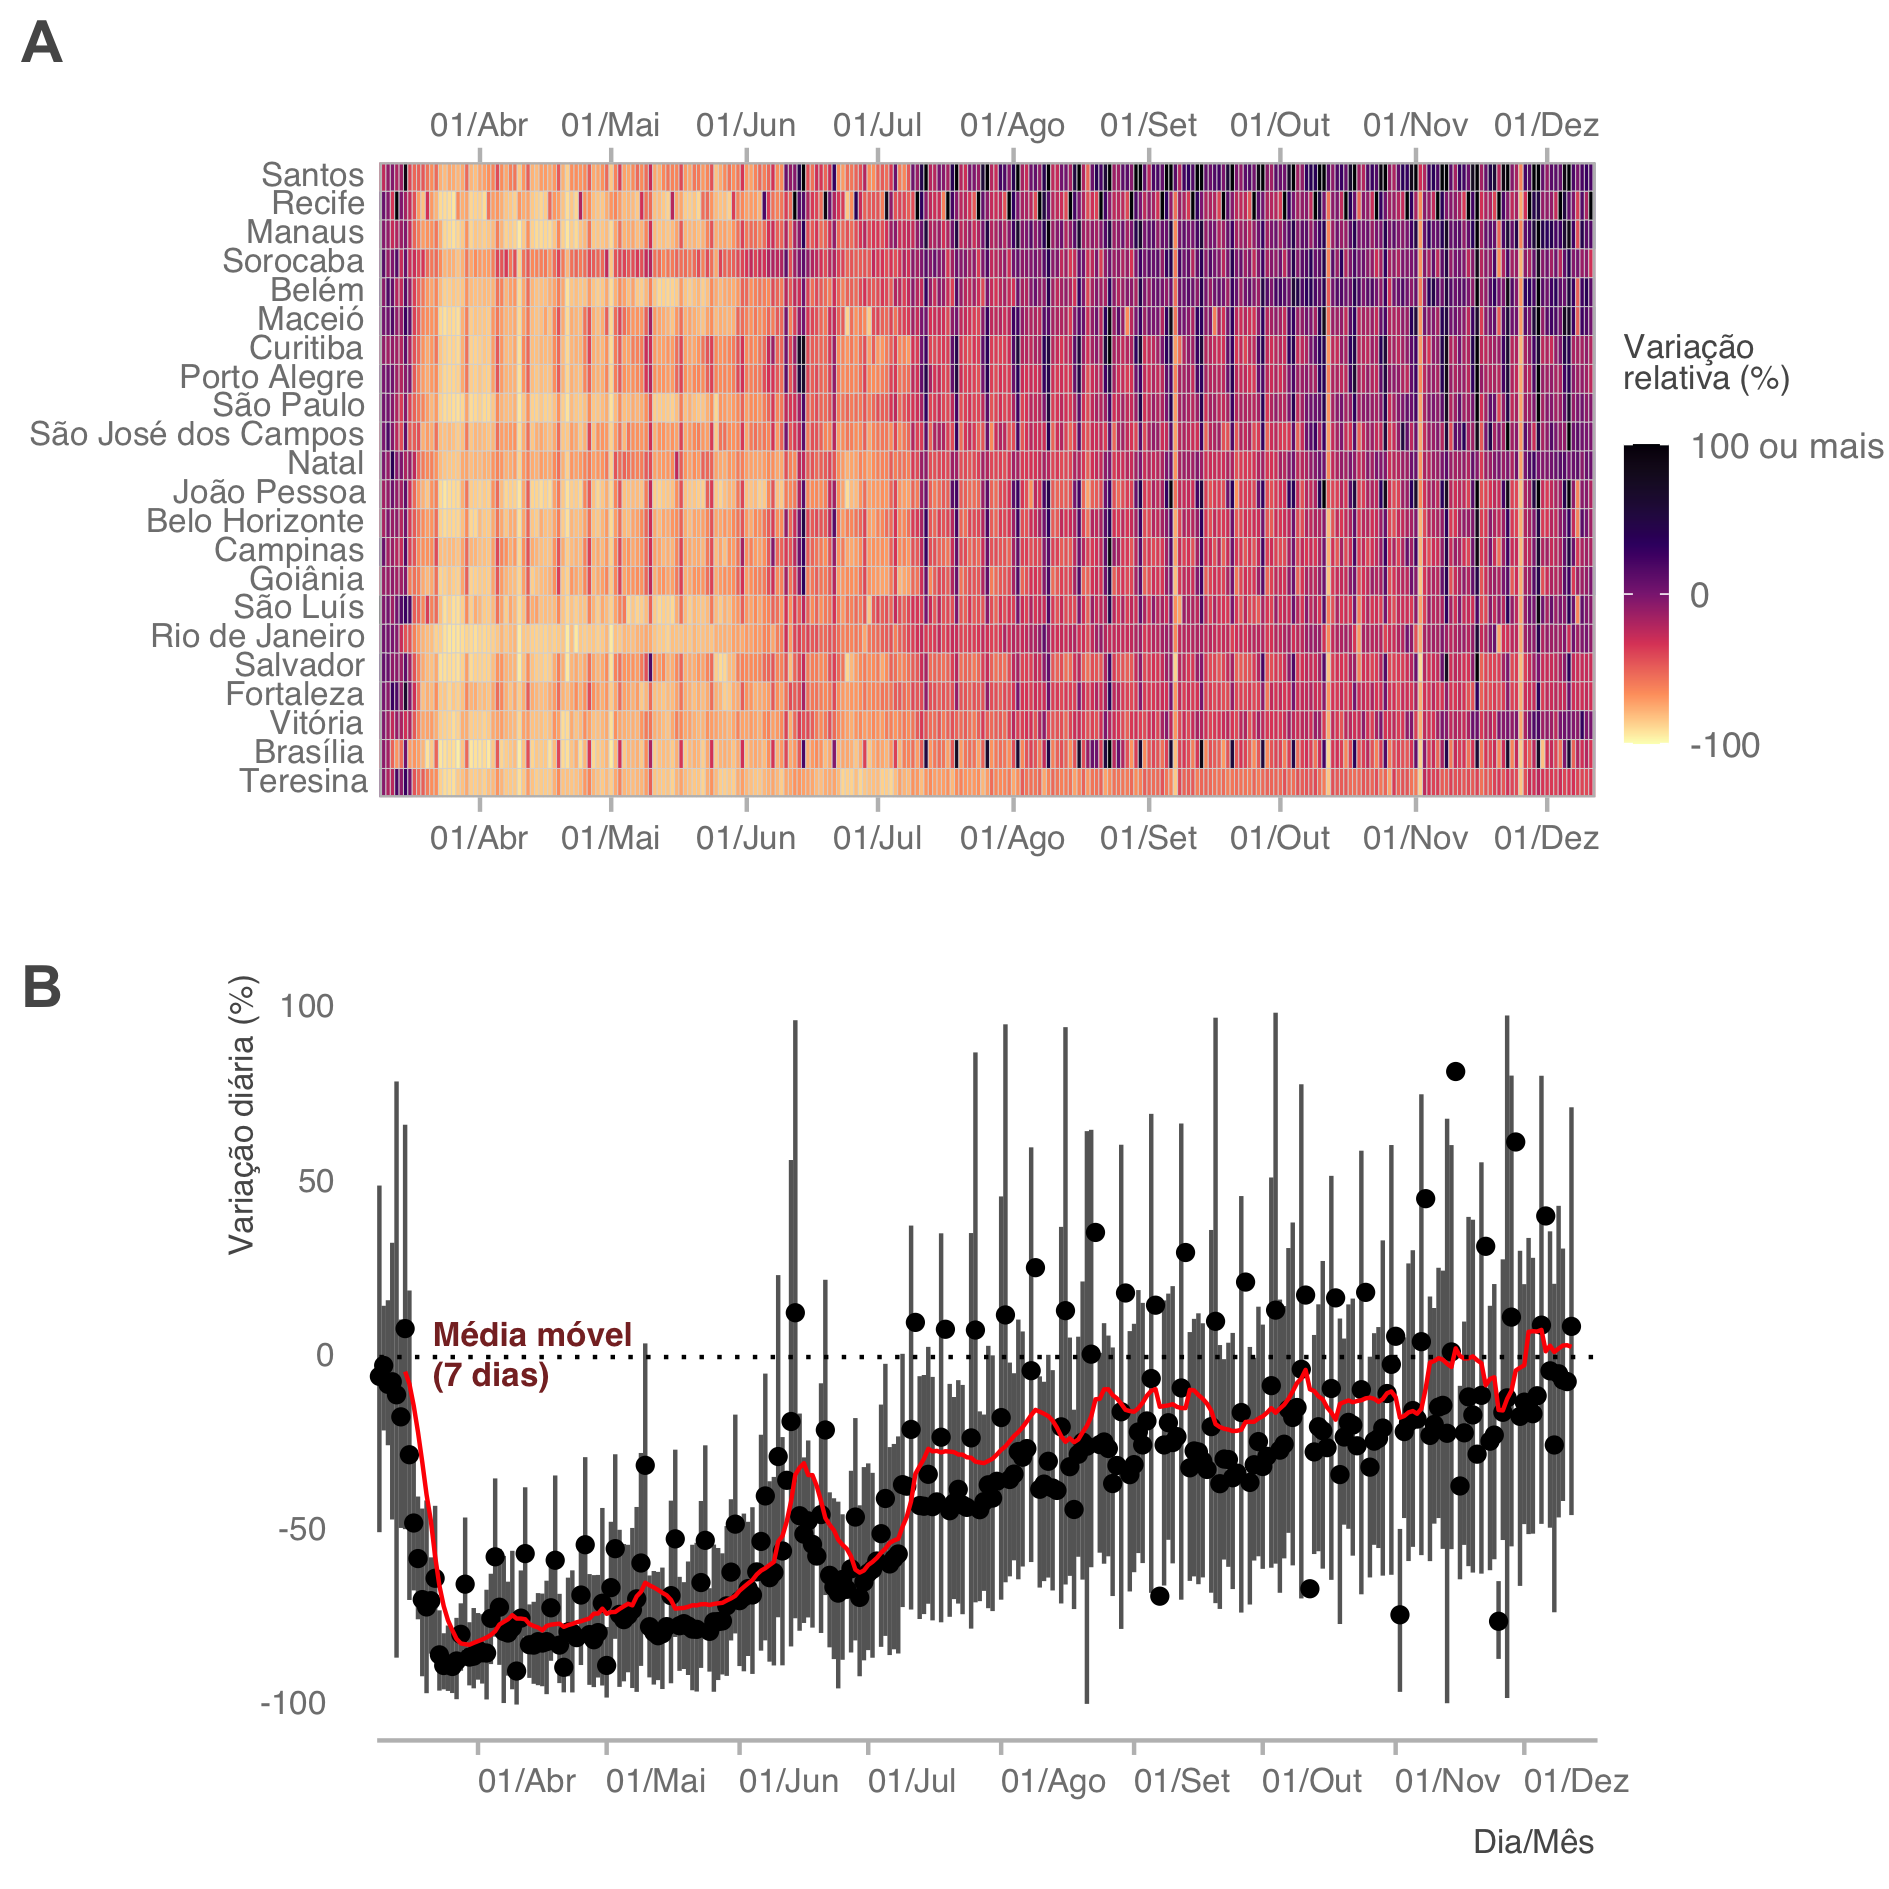 A
01/Abr 01/Mai 01/Jun 01/Jul 01/Ago 01/Set 01/Out 01/Nov 01/Dez
Santos
Recife
Manaus
Sorocaba
Belém
Maceió
Curitiba
Porto Alegre
São Paulo
São José dos Campos
Natal
João Pessoa
Belo Horizonte
Campinas
Goiânia
São Luís
Rio de Janeiro
Salvador
Fortaleza
Vitória
Brasília
Teresina
01/Abr 01/Mai 01/Jun 01/Jul 01/Ago 01/Set 01/Out 01/Nov 01/Dez
Variação
relativa (%)
100 ou mais
0
-100
B
Variação diária (%)
100
50
0
-50
-100
Média móvel
(7 dias)
01/Abr 01/Mai 01/Jun 01/Jul 01/Ago 01/Set 01/Out 01/Nov 01/Dez
Dia/Mês